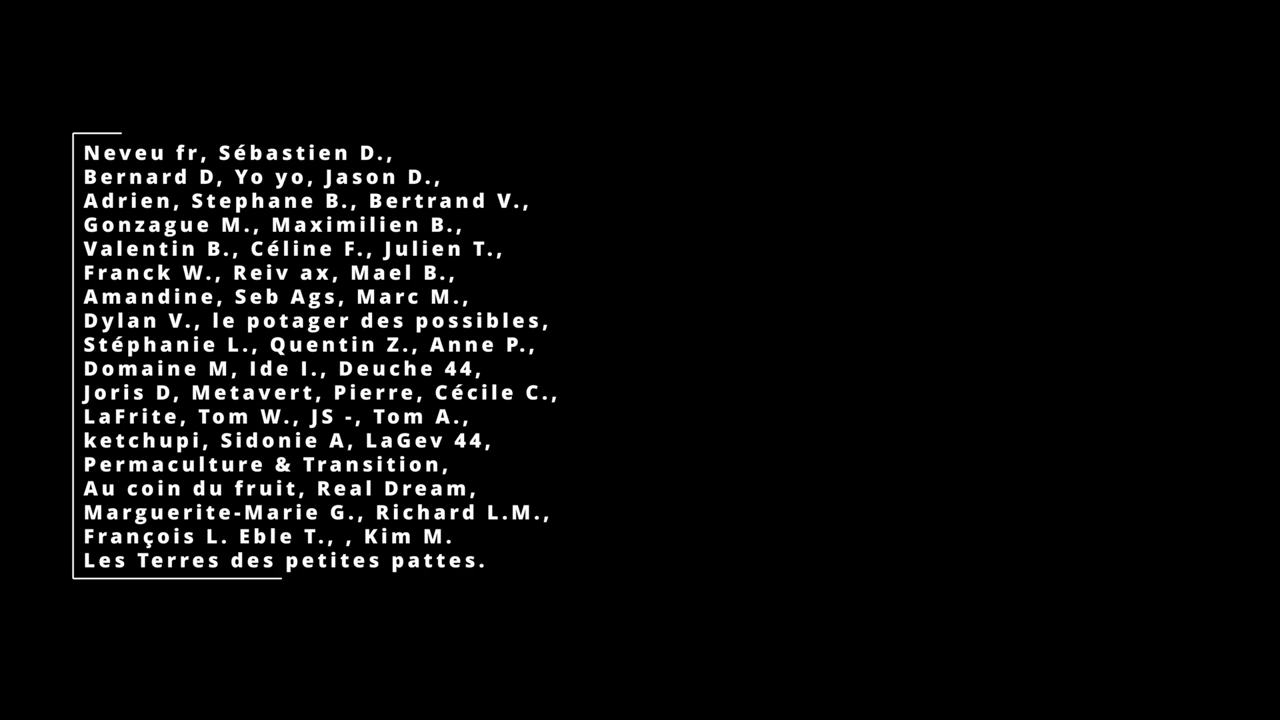 Neveu fr, Sébastien D.,
Bernard D, Yo yo, Jason D.,
Adrien, Stephane B., Bertrand V.,
Gonzague M., Maximilien B.,
Valentin B., Céline F., Julien T.,
Franck W., Reiv ax, Mael B.,
Amandine, Seb Ags, Marc M.,
Dylan V., le potager des possibles,
Stéphanie L., Quentin Z., Anne P.,
Domaine M, Ide I., Deuche 44,
Joris D, Metavert, Pierre, Cécile C.,
LaFrite, Tom W., JS -, Tom A.,
ketchupi, Sidonie A, LaGev 44,
Permaculture & Transition,
Au coin du fruit, Real Dream,
Marguerite-Marie G., Richard L.M.,
François L. Eble T., , Kim M.
Les Terres des petites pattes.